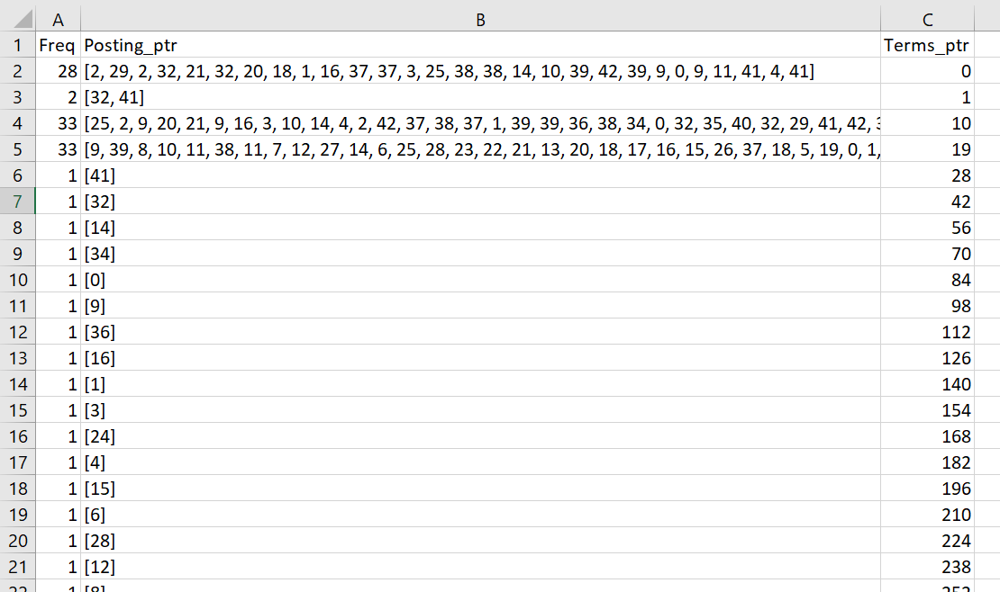 A B C
1 Freq Posting_ptr Terms_ptr
2 28 [2, 29, 2, 32, 21, 32, 20, 18, 1, 16, 37, 37, 3, 25, 38, 38, 14, 10, 39, 42, 39, 9, 0, 9, 11, 41, 4, 41] 0
3 2 [32, 41] 1
4 33 [25, 2, 9, 20, 21, 9, 16, 3, 10, 14, 4, 2, 42, 37, 38, 37, 1, 39, 39, 36, 38, 34, 0, 32, 35, 40, 32, 29, 41, 42, 10
5 33 [9, 39, 8, 10, 11, 38, 11, 7, 12, 27, 14, 6, 25, 28, 23, 22, 21, 13, 20, 18, 17, 16, 15, 26, 37, 18, 5, 19, 0, 1, 19
6 1 [41] 28
7 1 [32] 42
8 1 [14] 56
9 1 [34] 70
10 1 [0] 84
11 1 [9] 98
12 1 [36] 112
13 1 [16] 126
14 1 [1] 140
15 1 [3] 154
16 1 [24] 168
17 1 [4] 182
18 1 [15] 196
19 1 [6] 210
20 1 [28] 224
21 1 [12] 238